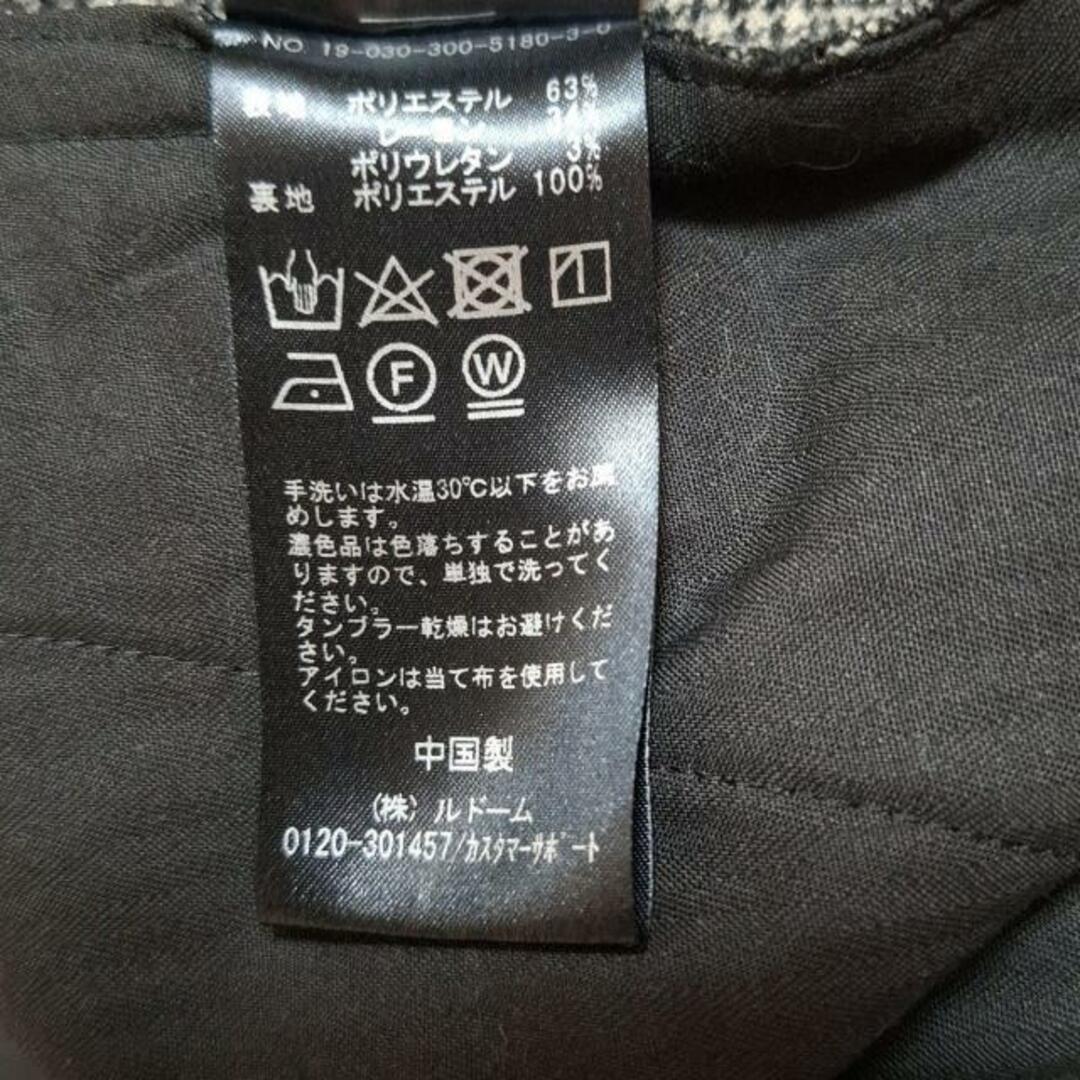 NO. 19-030-300-5180-3-0
表地 ポリエステル 63%
レーヨン 34%
ポリウレタン 3%
裏地 ポリエステル 100%
F W
手洗いは水温30℃以下をお薦
めします。
濃色品は色落ちすることがあ
りますので、単独で洗ってく
ださい。
タンブラー乾燥はお避けくだ
さい。
アイロンは当て布を使用して
ください。
中国製
(株)ルドーム
0120-301457/カスタマーサポート